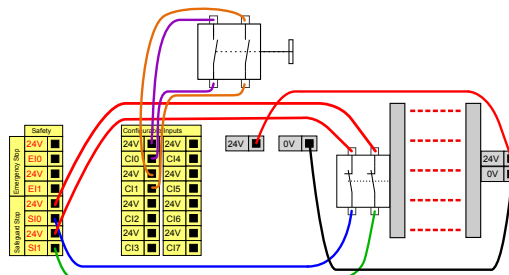 Safety
Emergency Stop
24V
EI0
24V
EI1
Safeguard Stop
24V
SI0
24V
SI1
Configurable Inputs
24V 24V
CI0 CI4
24V 24V
CI1 CI5
24V 24V
CI2 CI6
24V 24V
CI3 CI7
24V
0V
24V
0V